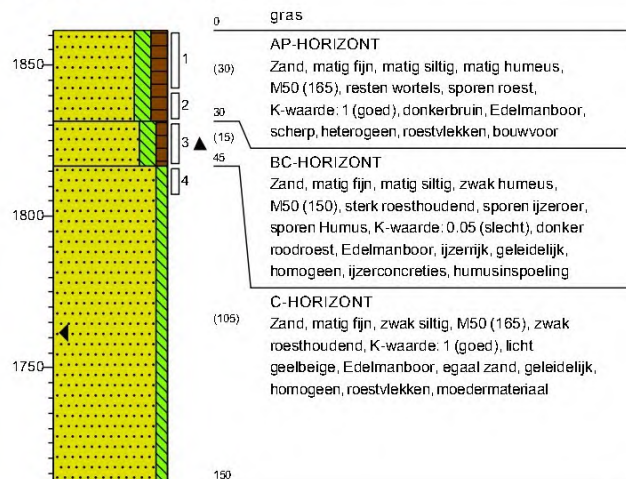 0
gras
1850
1
(30)
AP-HORIZONT
Zand, matig fijn, matig siltig, matig humeus,
M50 (165), resten wortels, sporen roest,
K-waarde: 1 (goed), donkerbruin, Edelmanboor,
scherp, heterogeen, roestvlekken, bouwvoor
2
30
3
(15)
45
4
BC-HORIZONT
Zand, matig fijn, matig siltig, zwak humeus,
M50 (150), sterk roesthoudend, sporen ijzeroer,
sporen Humus, K-waarde: 0.05 (slecht), donker
roodroest, Edelmanboor, ijzerrijk, geleidelijk,
homogeen, ijzerconcreties, humusinspoeling
1800
(105)
C-HORIZONT
Zand, matig fijn, zwak siltig, M50 (165), zwak
roesthoudend, K-waarde: 1 (goed), licht
geelbeige, Edelmanboor, egaal zand, geleidelijk,
homogeen, roestvlekken, moedermateriaal
1750
150